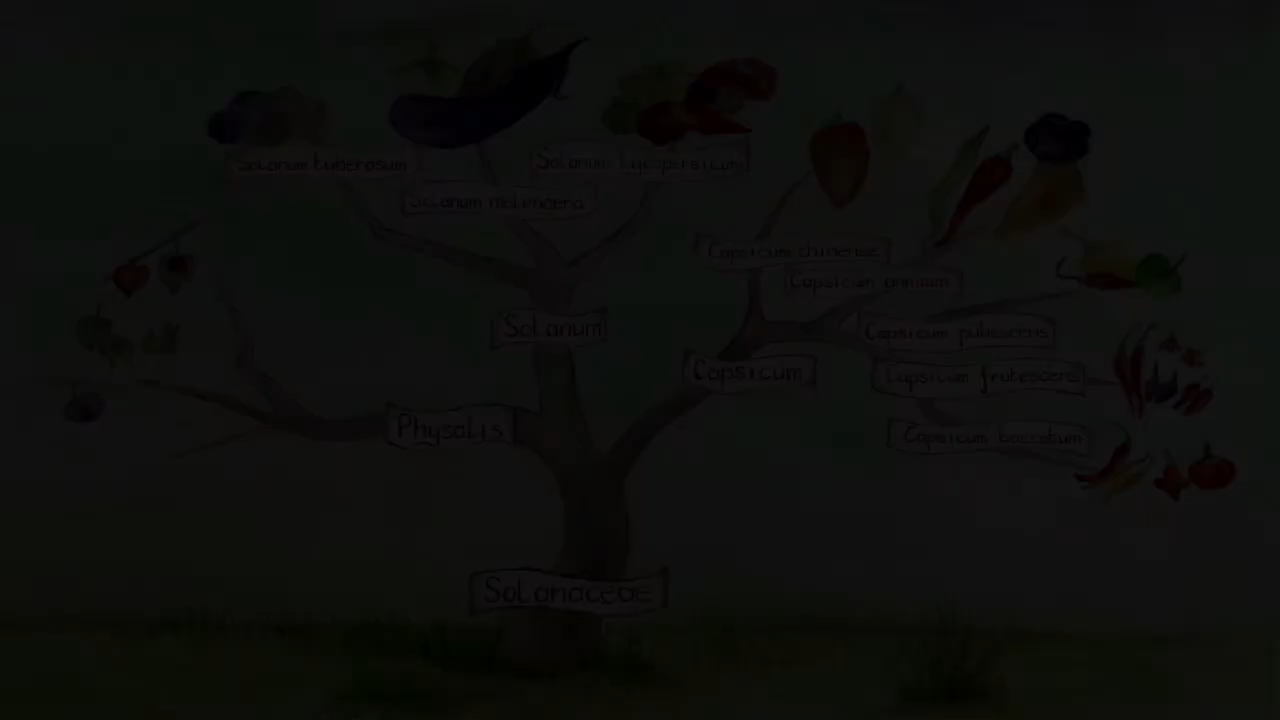 Solanum tuberosum
Solanum lycopersicum
Solanum melongena
Capsicum chinense
Capsicum annuum
Solanum
Capsicum pubescens
Capsicum
Capsicum frutescens
Physalis
Capsicum baccatum
Solanaceae